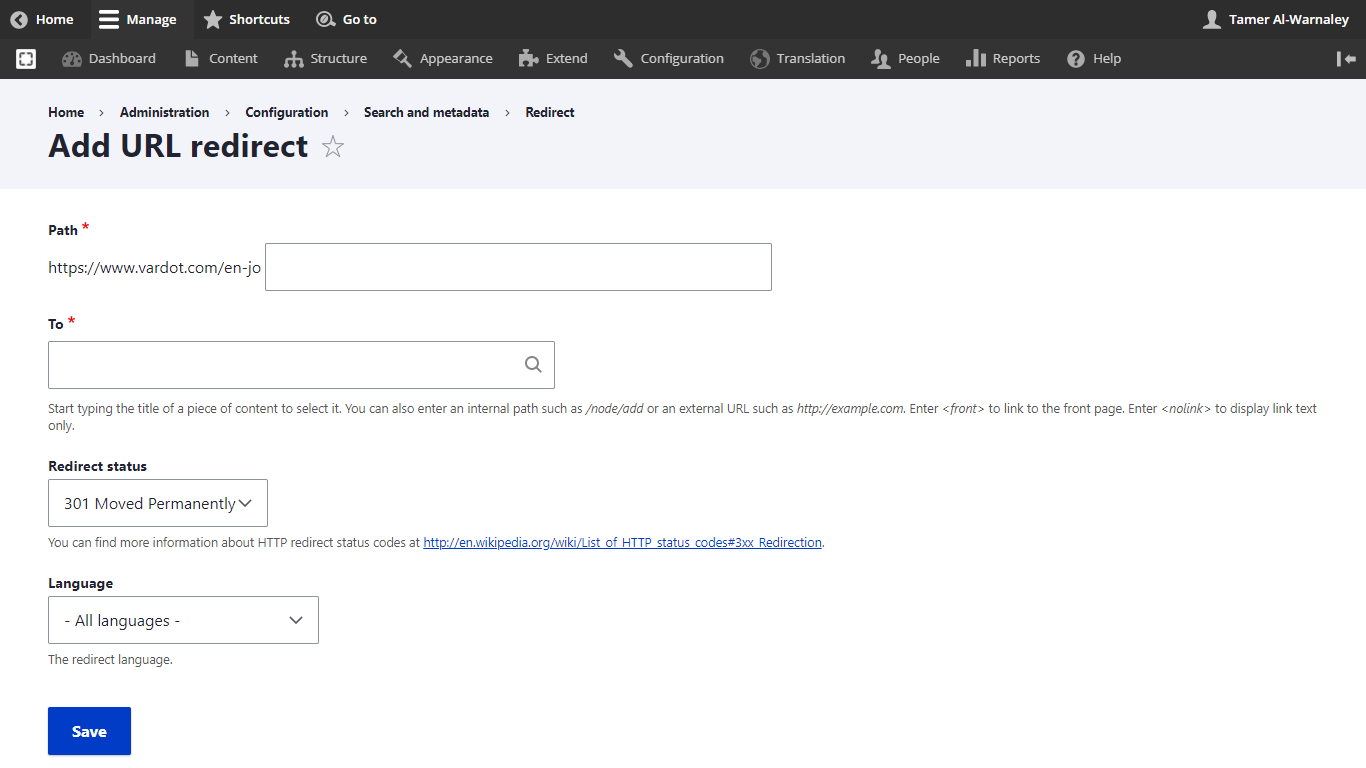 Home Manage Shortcuts Go to Tamer Al-Warnaley
Dashboard Content Structure Appearance Extend Configuration Translation People Reports Help
Home › Administration › Configuration › Search and metadata › Redirect
Add URL redirect
Path *
https://www.vardot.com/en-jo
To *
Start typing the title of a piece of content to select it. You can also enter an internal path such as /node/add or an external URL such as http://example.com. Enter <front> to link to the front page. Enter <nolink> to display link text
only.
Redirect status
301 Moved Permanently
You can find more information about HTTP redirect status codes at http://en.wikipedia.org/wiki/List_of_HTTP_status_codes#3xx_Redirection.
Language
- All languages -
The redirect language.
Save